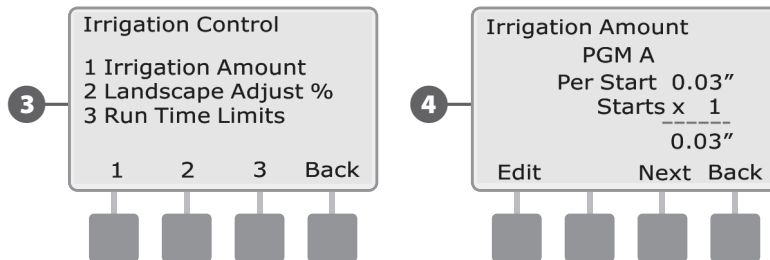 3
Irrigation Control
1 Irrigation Amount
2 Landscape Adjust %
3 Run Time Limits
1 2 3 Back
4
Irrigation Amount
PGM A
Per Start 0.03″
Starts x 1
0.03″
Edit Next Back